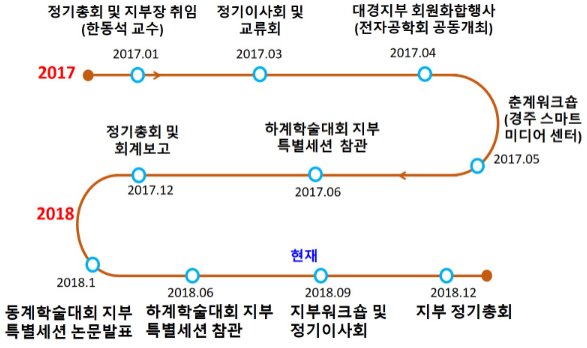 정기총회 및 지부장 취임
(한동석 교수)
2017.01
정기이사회 및
교류회
2017.03
대경지부 회원화합행사
(전자공학회 공동개최)
2017.04
2017
춘계워크숍
(경주 스마트
미디어 센터)
2017.05
하계학술대회 지부
특별세션 참관
2017.06
정기총회 및
회계보고
2017.12
2018
2018.1
동계학술대회 지부
특별세션 논문발표
2018.06
하계학술대회 지부
특별세션 참관
현재
2018.09
지부워크숍 및
정기이사회
2018.12
지부 정기총회